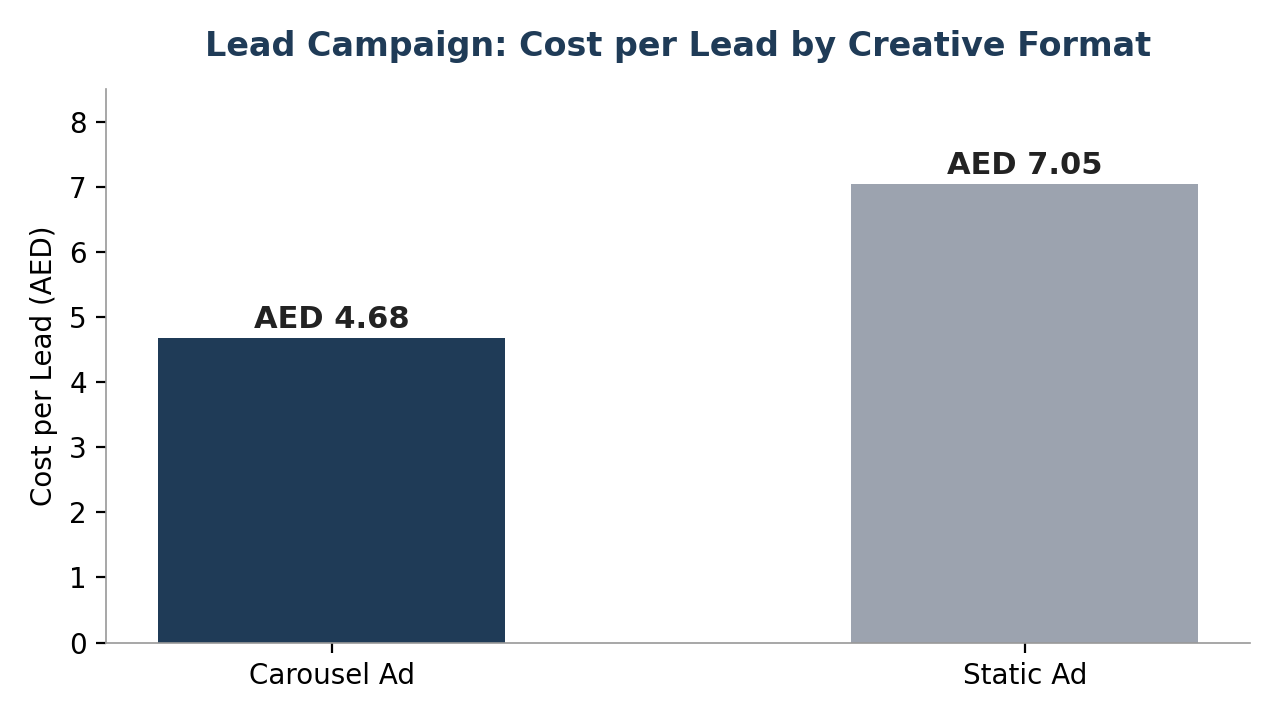 Lead Campaign: Cost per Lead by Creative Format
Cost per Lead (AED)
8
7
6
5
4
3
2
1
0
AED 4.68
AED 7.05
Carousel Ad
Static Ad